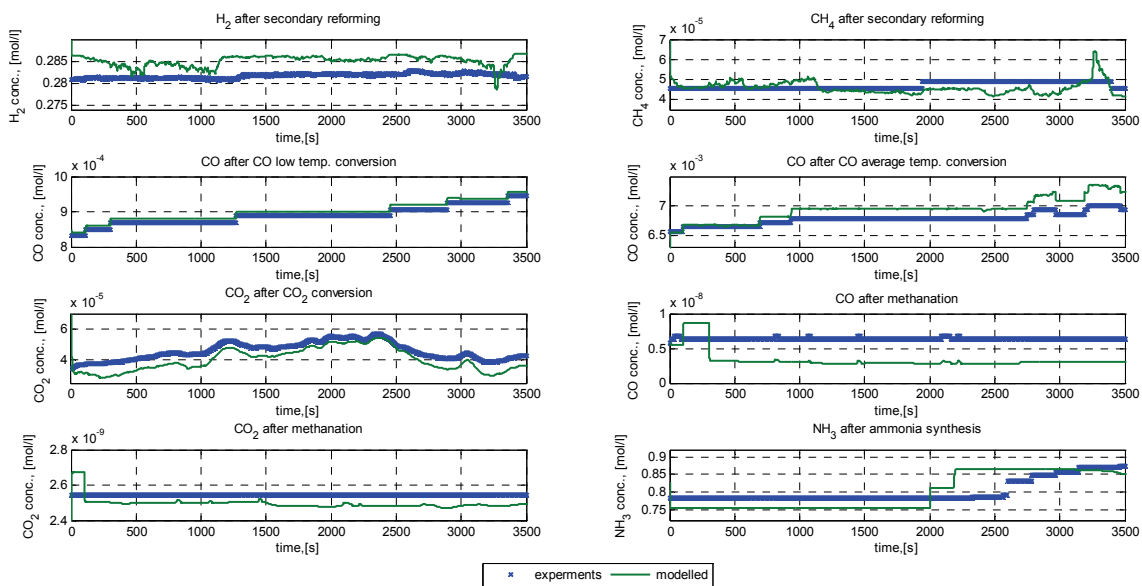 H2 after secondary reforming
H2 conc., [mol/l]
0.285
0.28
0.275
0 500 1000 1500 2000 2500 3000 3500
time,[s]
CH4 after secondary reforming
x 10-5
CH4 conc., [mol/l]
7
6
5
4
0 500 1000 1500 2000 2500 3000 3500
time,[s]
CO after CO low temp. conversion
x 10-4
CO conc., [mol/l]
10
9
8
0 500 1000 1500 2000 2500 3000 3500
time,[s]
CO after CO average temp. conversion
x 10-3
CO conc., [mol/l]
7
6.5
0 500 1000 1500 2000 2500 3000 3500
time,[s]
CO2 after CO2 conversion
x 10-5
CO2 conc., [mol/l]
6
4
0 500 1000 1500 2000 2500 3000 3500
time,[s]
CO after methanation
x 10-8
CO conc., [mol/l]
1
0.5
0
0 500 1000 1500 2000 2500 3000 3500
time,[s]
CO2 after methanation
x 10-9
CO2 conc., [mol/l]
2.8
2.6
2.4
0 500 1000 1500 2000 2500 3000 3500
time,[s]
NH3 after ammonia synthesis
NH3 conc., [mol/l]
0.9
0.85
0.8
0.75
0 500 1000 1500 2000 2500 3000 3500
time,[s]
experments modelled